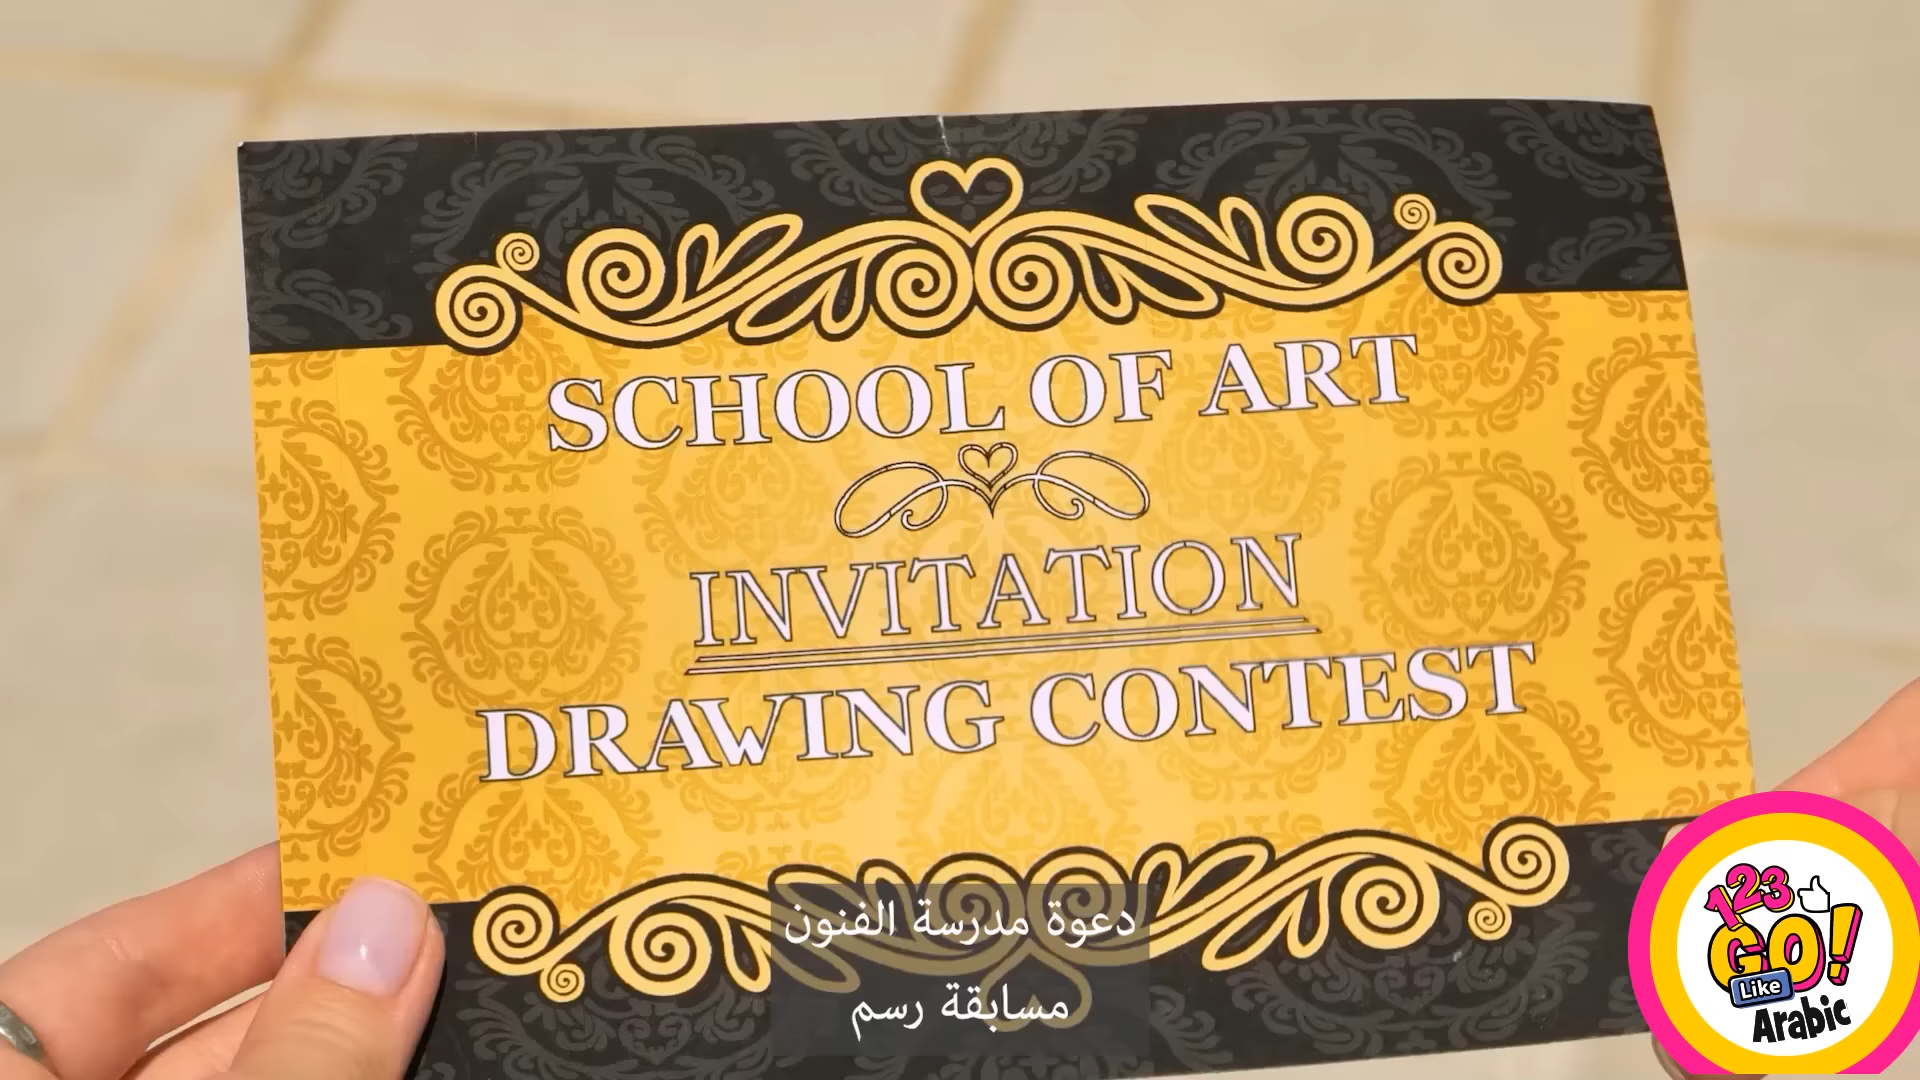 SCHOOL OF ART
INVITATION
DRAWING CONTEST
دعوة مدرسة الفنون
مسابقة رسم
123
GO!
Like
Arabic